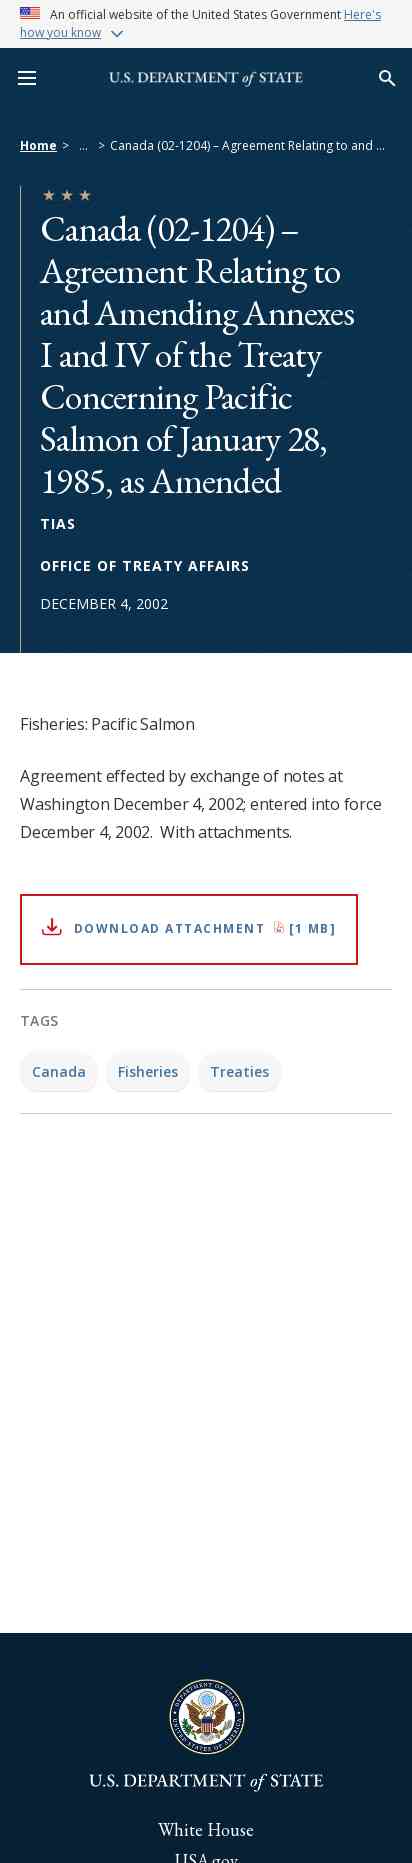 An official website of the United States Government Here's
how you know
U.S. DEPARTMENT of STATE
Home > ... > Canada (02-1204) – Agreement Relating to and ...
Canada (02-1204) –
Agreement Relating to
and Amending Annexes
I and IV of the Treaty
Concerning Pacific
Salmon of January 28,
1985, as Amended
TIAS
OFFICE OF TREATY AFFAIRS
DECEMBER 4, 2002
Fisheries: Pacific Salmon
Agreement effected by exchange of notes at
Washington December 4, 2002; entered into force
December 4, 2002.  With attachments.
DOWNLOAD ATTACHMENT [1 MB]
TAGS
Canada Fisheries Treaties
DEPARTMENT OF STATE
UNITED STATES OF AMERICA
U.S. DEPARTMENT of STATE
White House
USA.gov